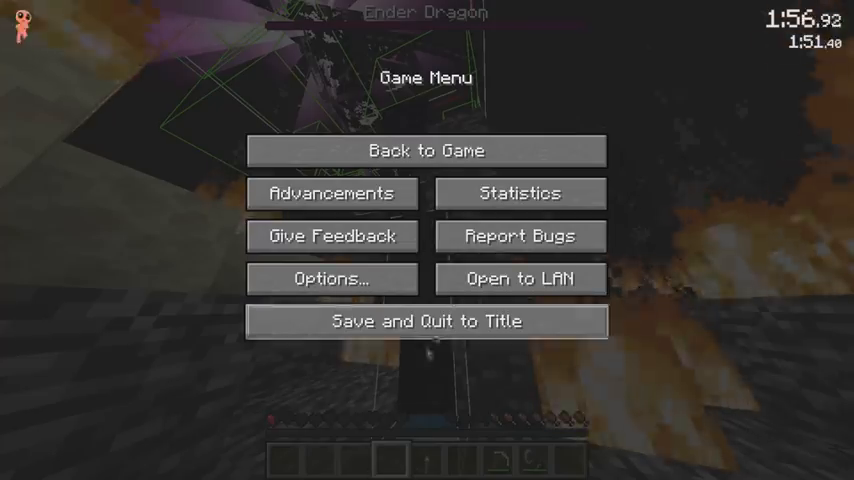 Ender Dragon
1:56.92
1:51.40
Game Menu
Back to Game
Advancements
Statistics
Give Feedback
Report Bugs
Options...
Open to LAN
Save and Quit to Title